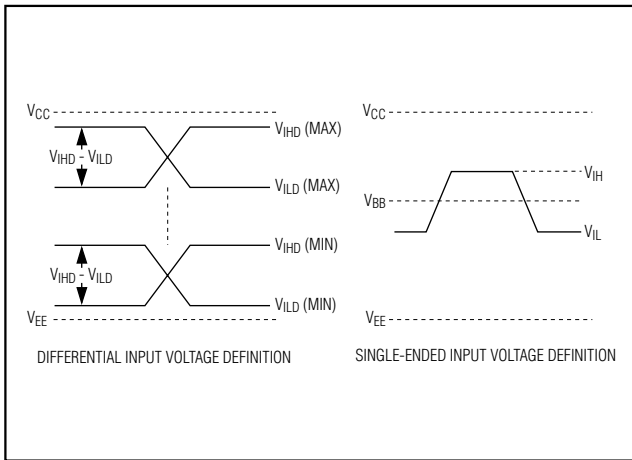 VCC
VIHD (MAX)
VIHD - VILD
VILD (MAX)
VIHD (MIN)
VIHD - VILD
VILD (MIN)
VEE
DIFFERENTIAL INPUT VOLTAGE DEFINITION
VCC
VIH
VBB
VIL
VEE
SINGLE-ENDED INPUT VOLTAGE DEFINITION